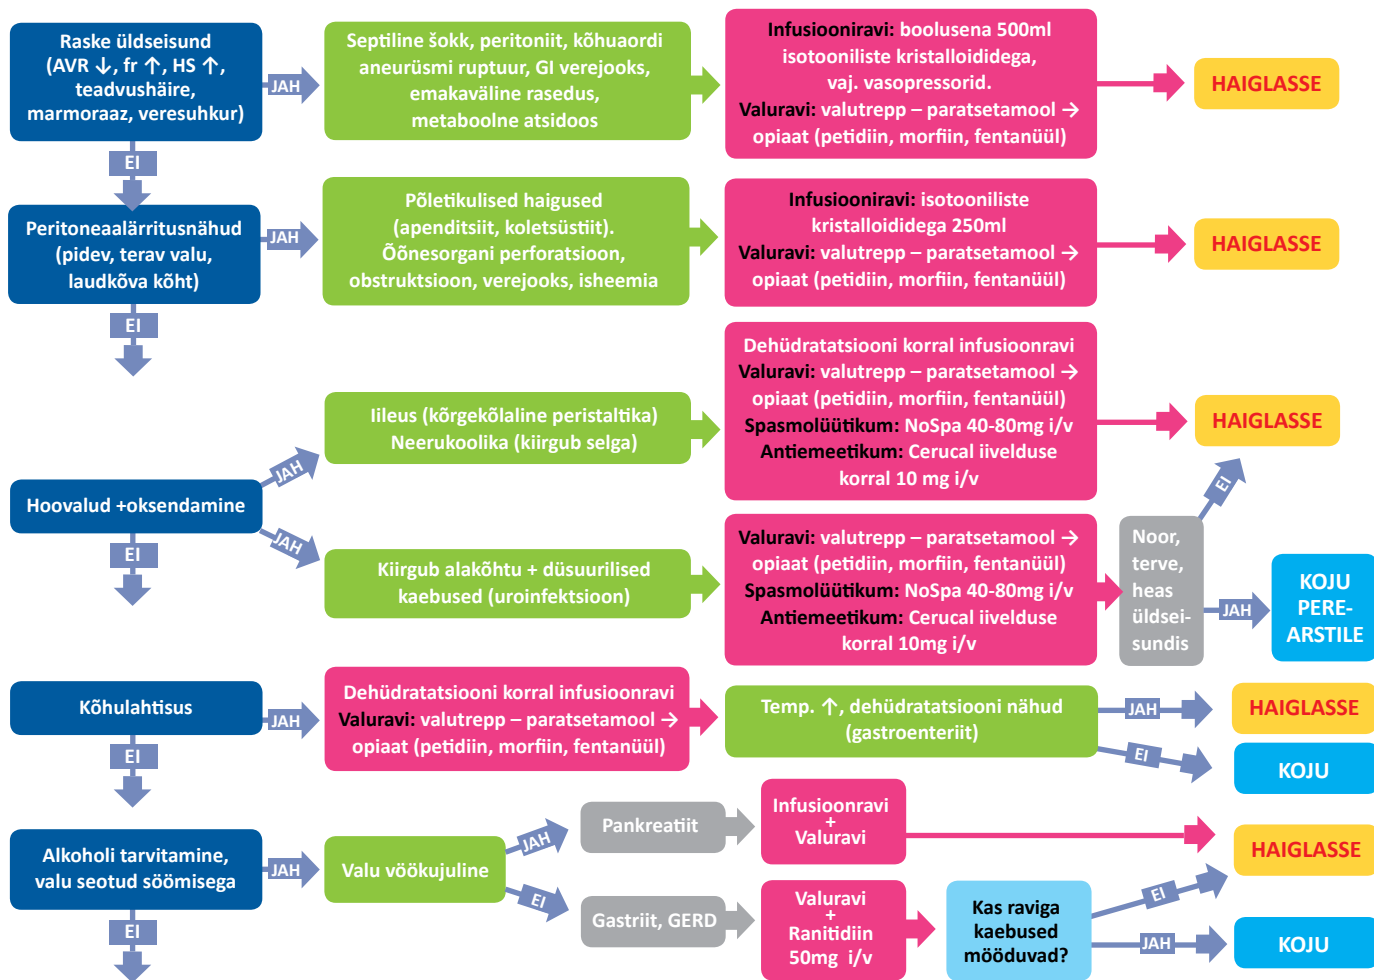 Raske üldseisund
(AVR ↓, fr ↑, HS ↑,
teadvushäire,
marmoraaz, veresuhkur)
JAH
Septiline šokk, peritoniit, kõhuaordi
aneurüsmi ruptuur, GI verejooks,
emakaväline rasedus,
metaboolne atsidoos
Infusiooniravi: boolusena 500ml
isotooniliste kristalloididega,
vaj. vasopressorid.
Valuravi: valutrepp – paratsetamool →
opiaat (petidiin, morfiin, fentanüül)
HAIGLASSE
EI
Peritoneaalärritusnähud
(pidev, terav valu,
laudkõva kõht)
JAH
Põletikulised haigused
(apenditsiit, koletsüstiit).
Õõnesorgani perforatsioon,
obstruktsioon, verejooks, isheemia
Infusiooniravi: isotooniliste
kristalloididega 250ml
Valuravi: valutrepp – paratsetamool →
opiaat (petidiin, morfiin, fentanüül)
HAIGLASSE
EI
Hoovalud +oksendamine
JAH
Iileus (kõrgekõlaline peristaltika)
Neerukoolika (kiirgub selga)
Dehüdratatsiooni korral infusioonravi
Valuravi: valutrepp – paratsetamool →
opiaat (petidiin, morfiin, fentanüül)
Spasmolüütikum: NoSpa 40-80mg i/v
Antiemeetikum: Cerucal iivelduse
korral 10 mg i/v
HAIGLASSE
JAH
Kiirgub alakõhtu + düsuurilised
kaebused (uroinfektsioon)
Valuravi: valutrepp – paratsetamool →
opiaat (petidiin, morfiin, fentanüül)
Spasmolüütikum: NoSpa 40-80mg i/v
Antiemeetikum: Cerucal iivelduse
korral 10mg i/v
Noor,
terve,
heas
üldsei-
sundis
EI
JAH
KOJU
PERE-
ARSTILE
EI
Kõhulahtisus
JAH
Dehüdratatsiooni korral infusioonravi
Valuravi: valutrepp – paratsetamool →
opiaat (petidiin, morfiin, fentanüül)
Temp. ↑, dehüdratatsiooni nähud
(gastroenteriit)
JAH
HAIGLASSE
EI
KOJU
EI
Alkoholi tarvitamine,
valu seotud söömisega
JAH
Valu vöökujuline
JAH
Pankreatiit
Infusioonravi
+
Valuravi
HAIGLASSE
EI
Gastriit, GERD
Valuravi
+
Ranitidiin
50mg i/v
Kas raviga
kaebused
mööduvad?
EI
JAH
KOJU
EI